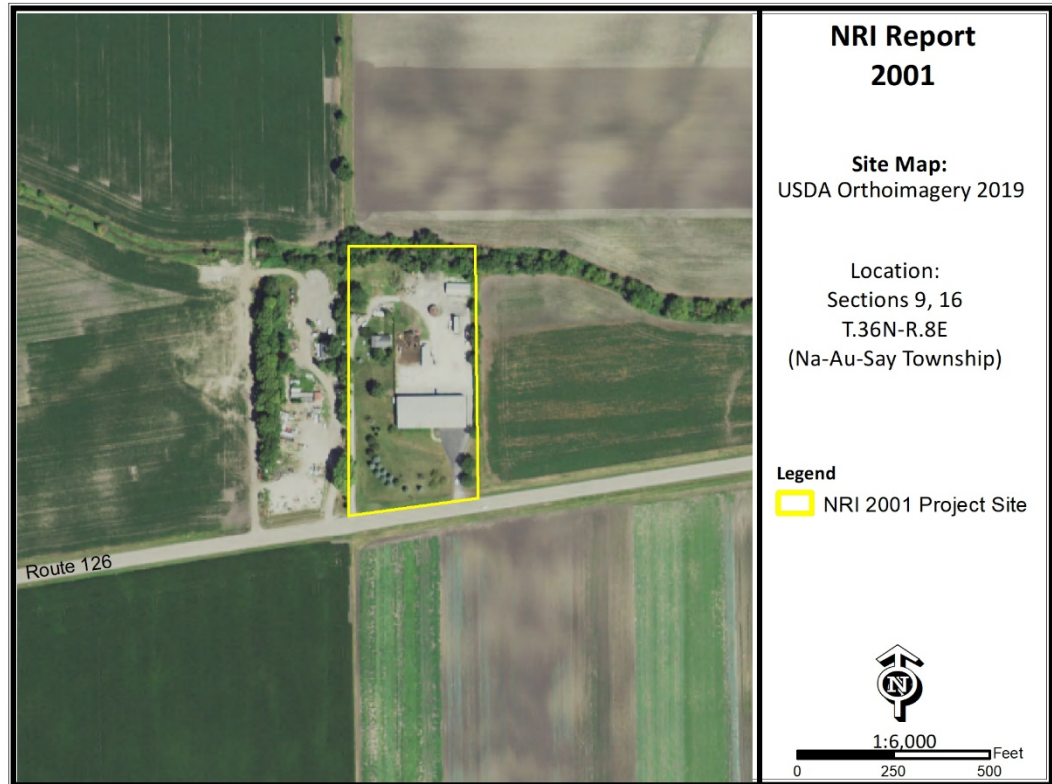 NRI Report
2001
Site Map:
USDA Orthoimagery 2019
Location:
Sections 9, 16
T.36N-R.8E
(Na-Au-Say Township)
Legend
NRI 2001 Project Site
Route 126
N
1:6,000
Feet
0 250 500